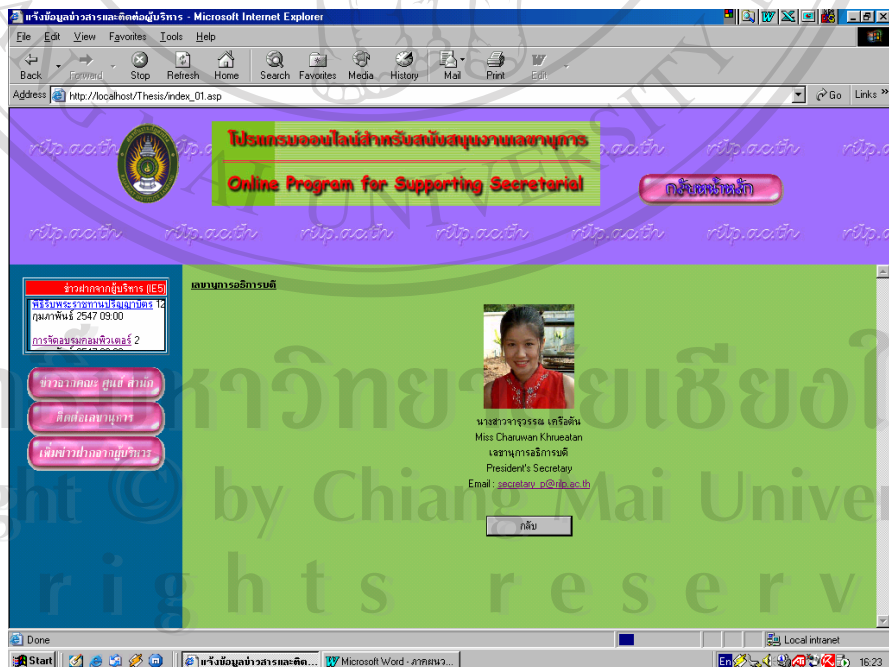 แจ้งข้อมูลข่าวสารและติดต่อผู้บริหาร - Microsoft Internet Explorer
File Edit View Favorites Tools Help
Back Forward Stop Refresh Home Search Favorites Media History Mail Print Edit
Address http://localhost/Thesis/index_01.asp Go Links »
โปรแกรมออนไลน์สำหรับสนับสนุนงานเลขานุการ
Online Program for Supporting Secretarial
กลับหน้าหลัก
ข่าวฝากจากผู้บริหาร (IE5)
พิธีรับพระราชทานปริญญาบัตร 12
กุมภาพันธ์ 2547 09:00
การจัดอบรมคอมพิวเตอร์ 2
ข่าวจากคณะ ศูนย์ สำนัก
ติดต่อเลขานุการ
เพิ่มข่าวฝากจากผู้บริหาร
เลขานุการอธิการบดี
นางสาวจารุวรรณ เครือตัน
Miss Charuwan Khrueatan
เลขานุการอธิการบดี
President's Secretary
Email : secretary_p@rilp.ac.th
กลับ
ght © by Chiang Mai Univer
rights reserv
Done Local intranet
Start แจ้งข้อมูลข่าวสารและติด... Microsoft Word - ภาคผนว... En 16:23